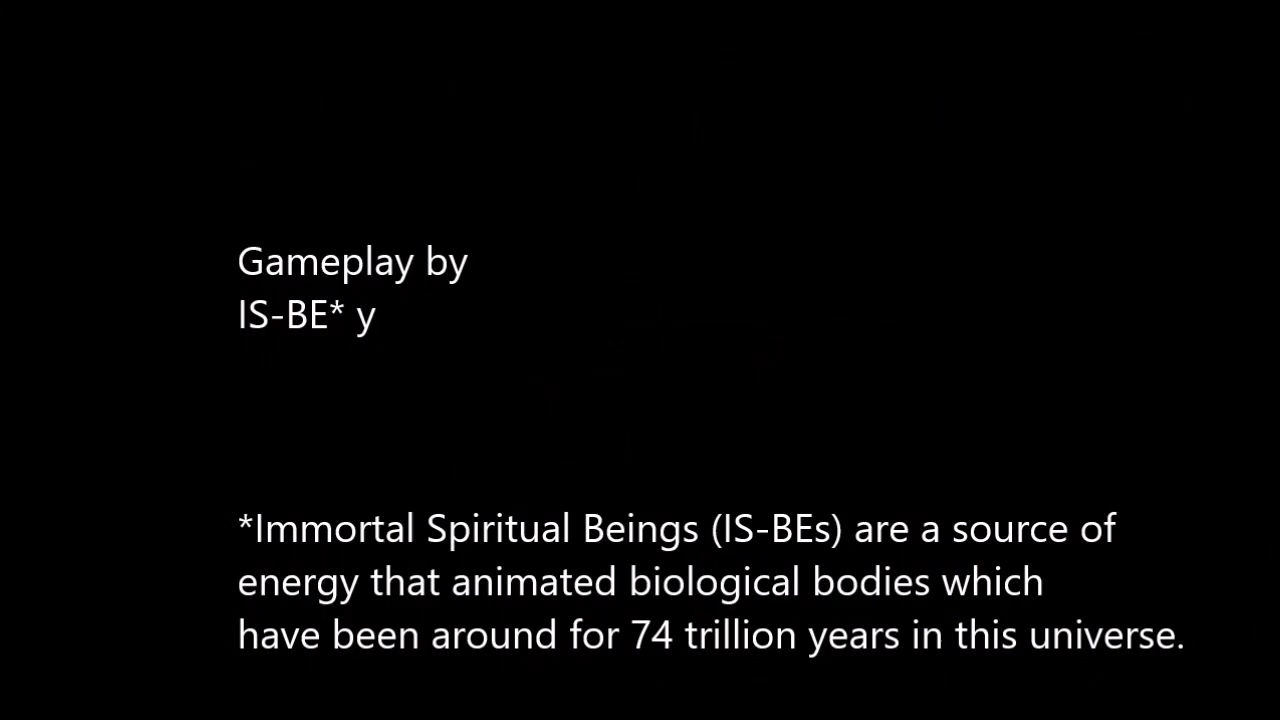 Gameplay by
IS-BE* y
*Immortal Spiritual Beings (IS-BEs) are a source of
energy that animated biological bodies which
have been around for 74 trillion years in this universe.